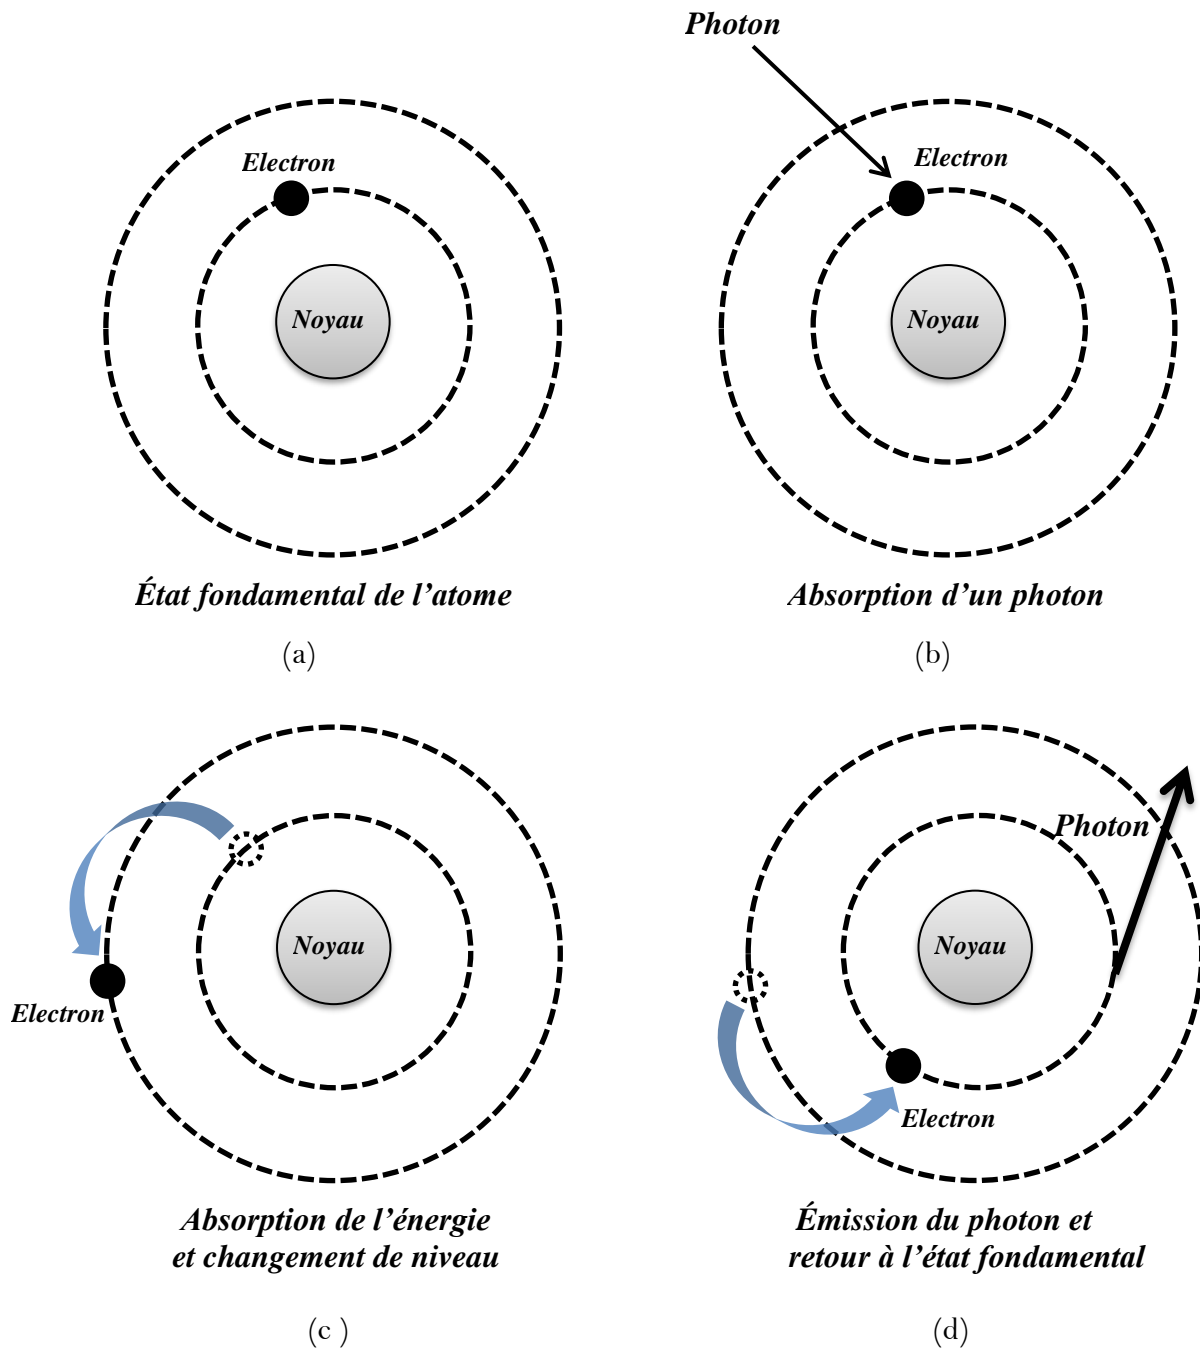 Photon
Electron
Electron
Noyau
Noyau
État fondamental de l’atome
Absorption d’un photon
(a)
(b)
Photon
Noyau
Noyau
Electron
Electron
Absorption de l’énergie
et changement de niveau
Émission du photon et
retour à l’état fondamental
(c )
(d)